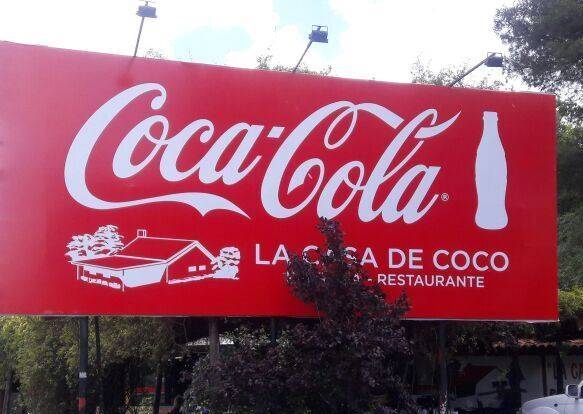 Coca-Cola®
LA CASA DE COCO
- RESTAURANTE